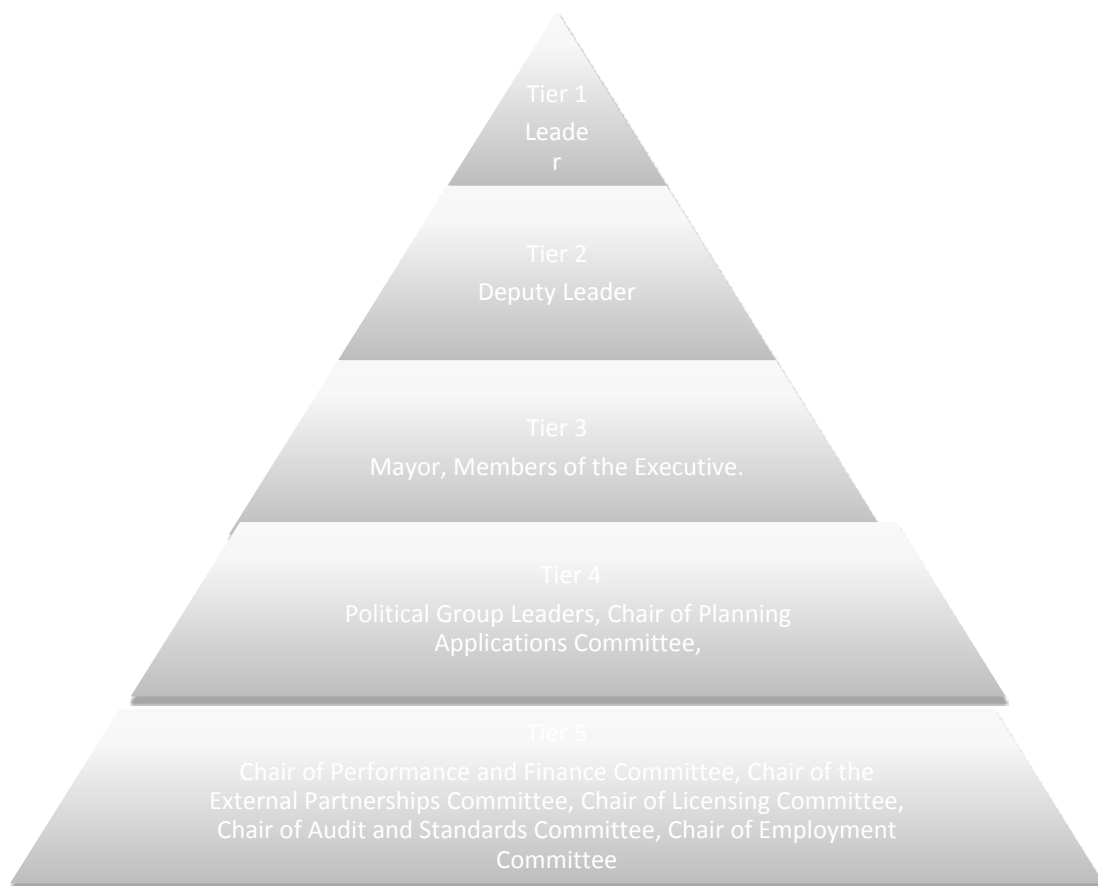 Tier 1
Leade
r
Tier 2
Deputy Leader
Tier 3
Mayor, Members of the Executive.
Tier 4
Political Group Leaders, Chair of Planning
Applications Committee,
Tier 5
Chair of Performance and Finance Committee, Chair of the
External Partnerships Committee, Chair of Licensing Committee,
Chair of Audit and Standards Committee, Chair of Employment
Committee